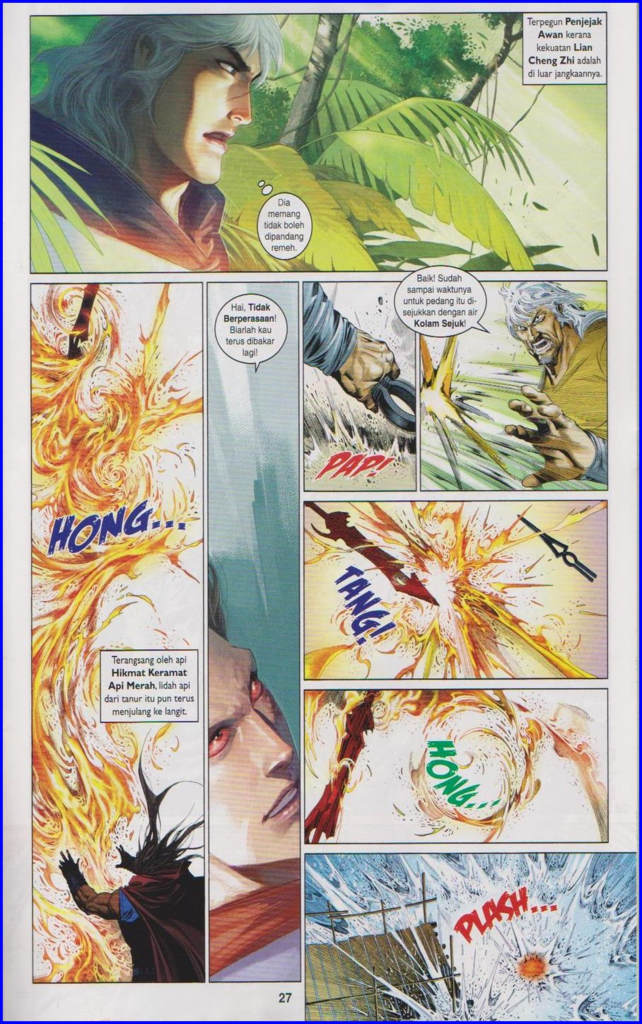 Terpegun Penjejak
Awan kerana
kekuatan Lian
Cheng Zhi adalah
di luar jangkaannya.
Dia
memang
tidak boleh
dipandang
remeh.
HONG...
Terangsang oleh api
Hikmat Keramat
Api Merah, lidah api
dari tanur itu pun terus
menjulang ke langit.
Hai, Tidak
Berperasaan!
Biarlah kau
terus dibakar
lagi!
PAP!
Baik! Sudah
sampai waktunya
untuk pedang itu di-
sejukkan dengan air
Kolam Sejuk!
TANG!
HONG...
PLASH...
27